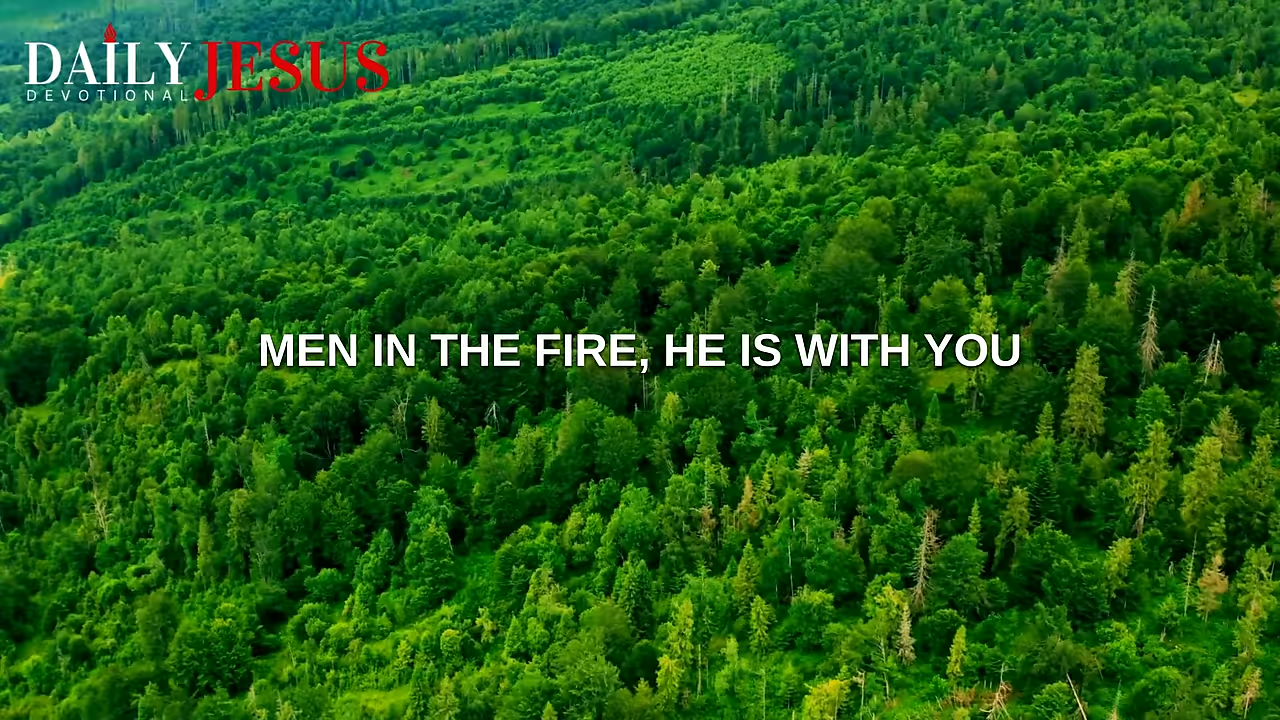 DAILY JESUS
DEVOTIONAL
MEN IN THE FIRE, HE IS WITH YOU